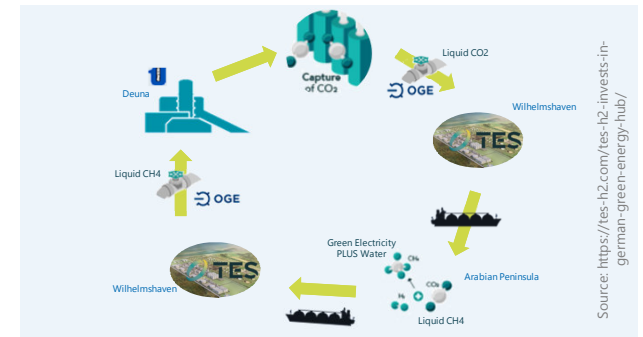 Capture
of CO₂
Liquid CO2
OGE
Wilhelmshaven
TES
Deuna
Liquid CH4
OGE
Green Electricity
PLUS Water
CH₄
CO₂
H₂
Arabian Peninsula
Liquid CH4
TES
Wilhelmshaven
Source: https://tes-h2.com/tes-h2-invests-in-
german-green-energy-hub/